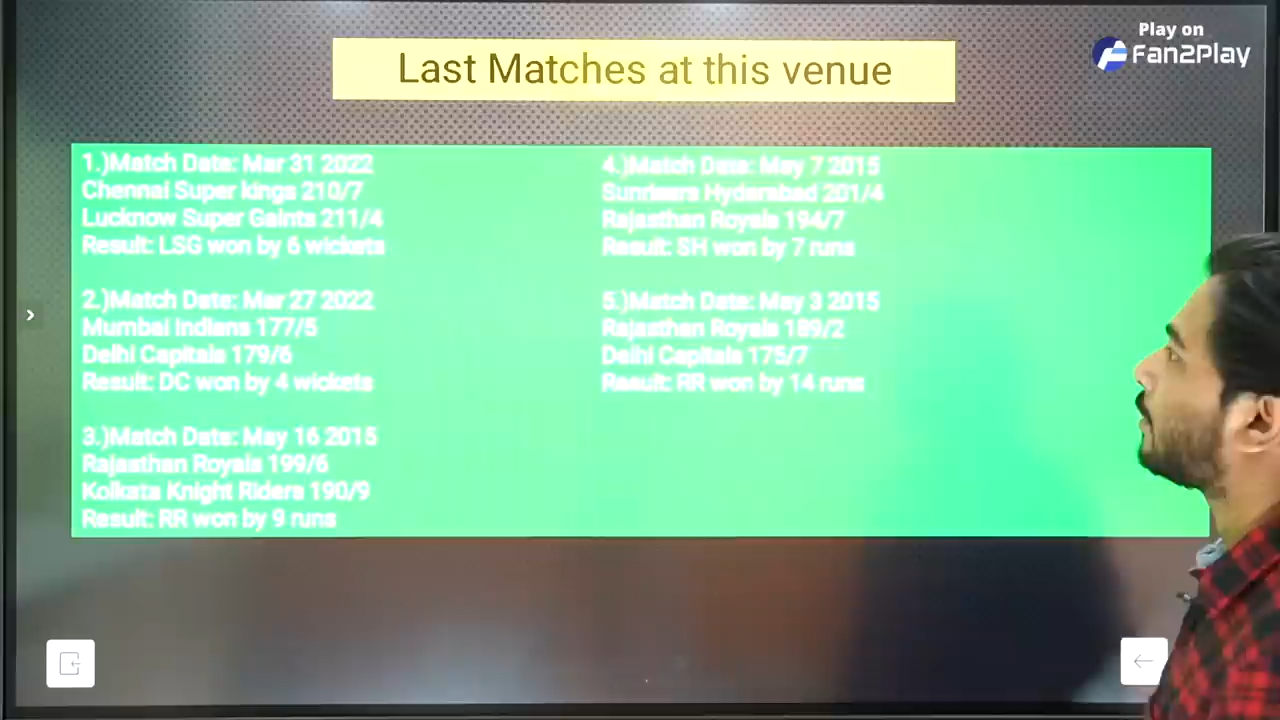 Play on
Fan2Play
Last Matches at this venue
1.)Match Date: Mar 31 2022
Chennai Super kings 210/7
Lucknow Super Gaints 211/4
Result: LSG won by 6 wickets
2.)Match Date: Mar 27 2022
Mumbai Indians 177/5
Delhi Capitals 179/6
Result: DC won by 4 wickets
3.)Match Date: May 16 2015
Rajasthan Royals 199/6
Kolkata Knight Riders 190/9
Result: RR won by 9 runs
4.)Match Date: May 7 2015
Sunrisers Hyderabad 201/4
Rajasthan Royals 194/7
Result: SH won by 7 runs
5.)Match Date: May 3 2015
Rajasthan Royals 189/2
Delhi Capitals 175/7
Result: RR won by 14 runs